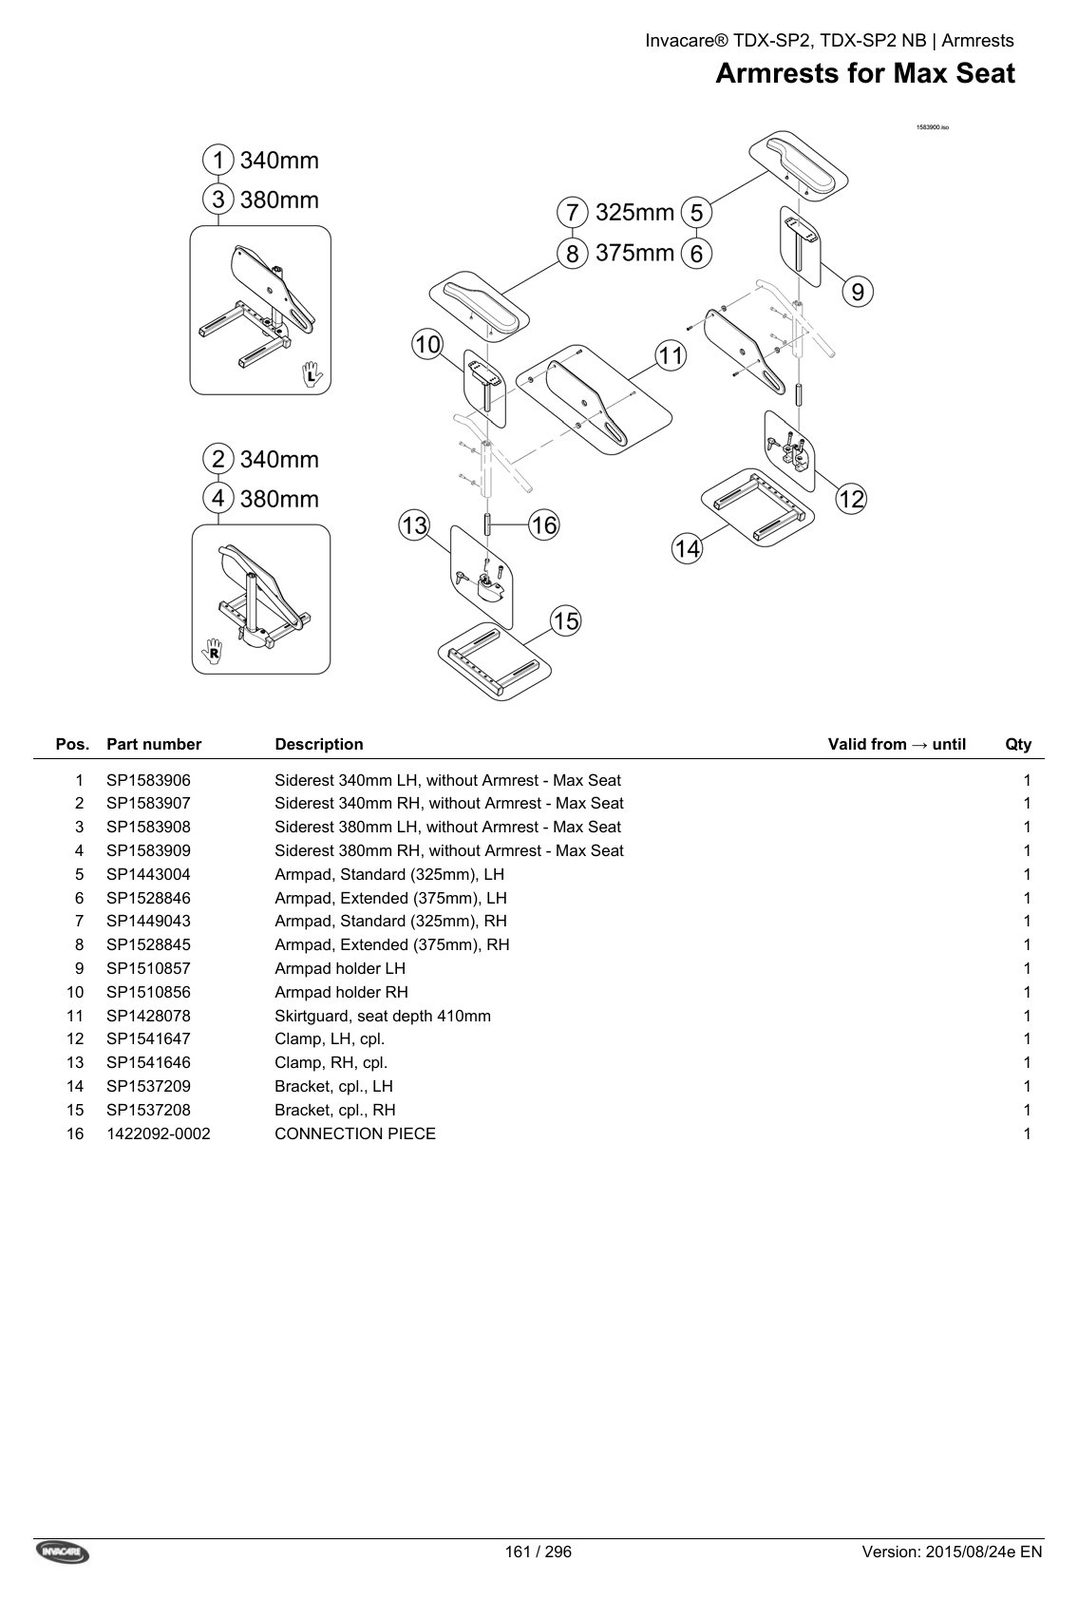 Invacare® TDX-SP2, TDX-SP2 NB | Armrests
Armrests for Max Seat
1583900.iso
1 340mm
3 380mm
7 325mm 5
8 375mm 6
9
10
11
L
2 340mm
4 380mm
12
13
16
14
15
R
Pos. Part number Description Valid from → until Qty
1 SP1583906 Siderest 340mm LH, without Armrest - Max Seat 1
2 SP1583907 Siderest 340mm RH, without Armrest - Max Seat 1
3 SP1583908 Siderest 380mm LH, without Armrest - Max Seat 1
4 SP1583909 Siderest 380mm RH, without Armrest - Max Seat 1
5 SP1443004 Armpad, Standard (325mm), LH 1
6 SP1528846 Armpad, Extended (375mm), LH 1
7 SP1449043 Armpad, Standard (325mm), RH 1
8 SP1528845 Armpad, Extended (375mm), RH 1
9 SP1510857 Armpad holder LH 1
10 SP1510856 Armpad holder RH 1
11 SP1428078 Skirtguard, seat depth 410mm 1
12 SP1541647 Clamp, LH, cpl. 1
13 SP1541646 Clamp, RH, cpl. 1
14 SP1537209 Bracket, cpl., LH 1
15 SP1537208 Bracket, cpl., RH 1
16 1422092-0002 CONNECTION PIECE 1
INVACARE 161 / 296 Version: 2015/08/24e EN